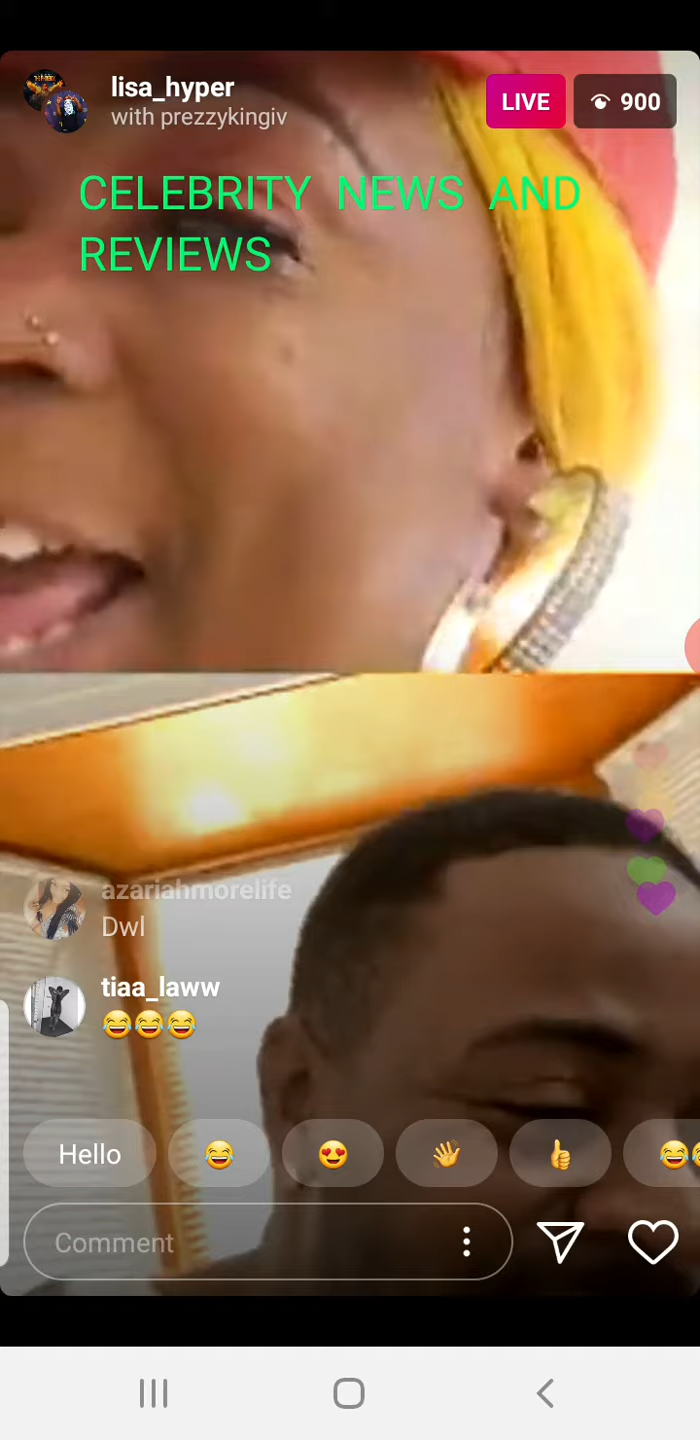 lisa_hyper
with prezzykingiv
LIVE
900
CELEBRITY NEWS AND
REVIEWS
azariahmorelife
Dwl
tiaa_laww
😂😂😂
Hello
Comment